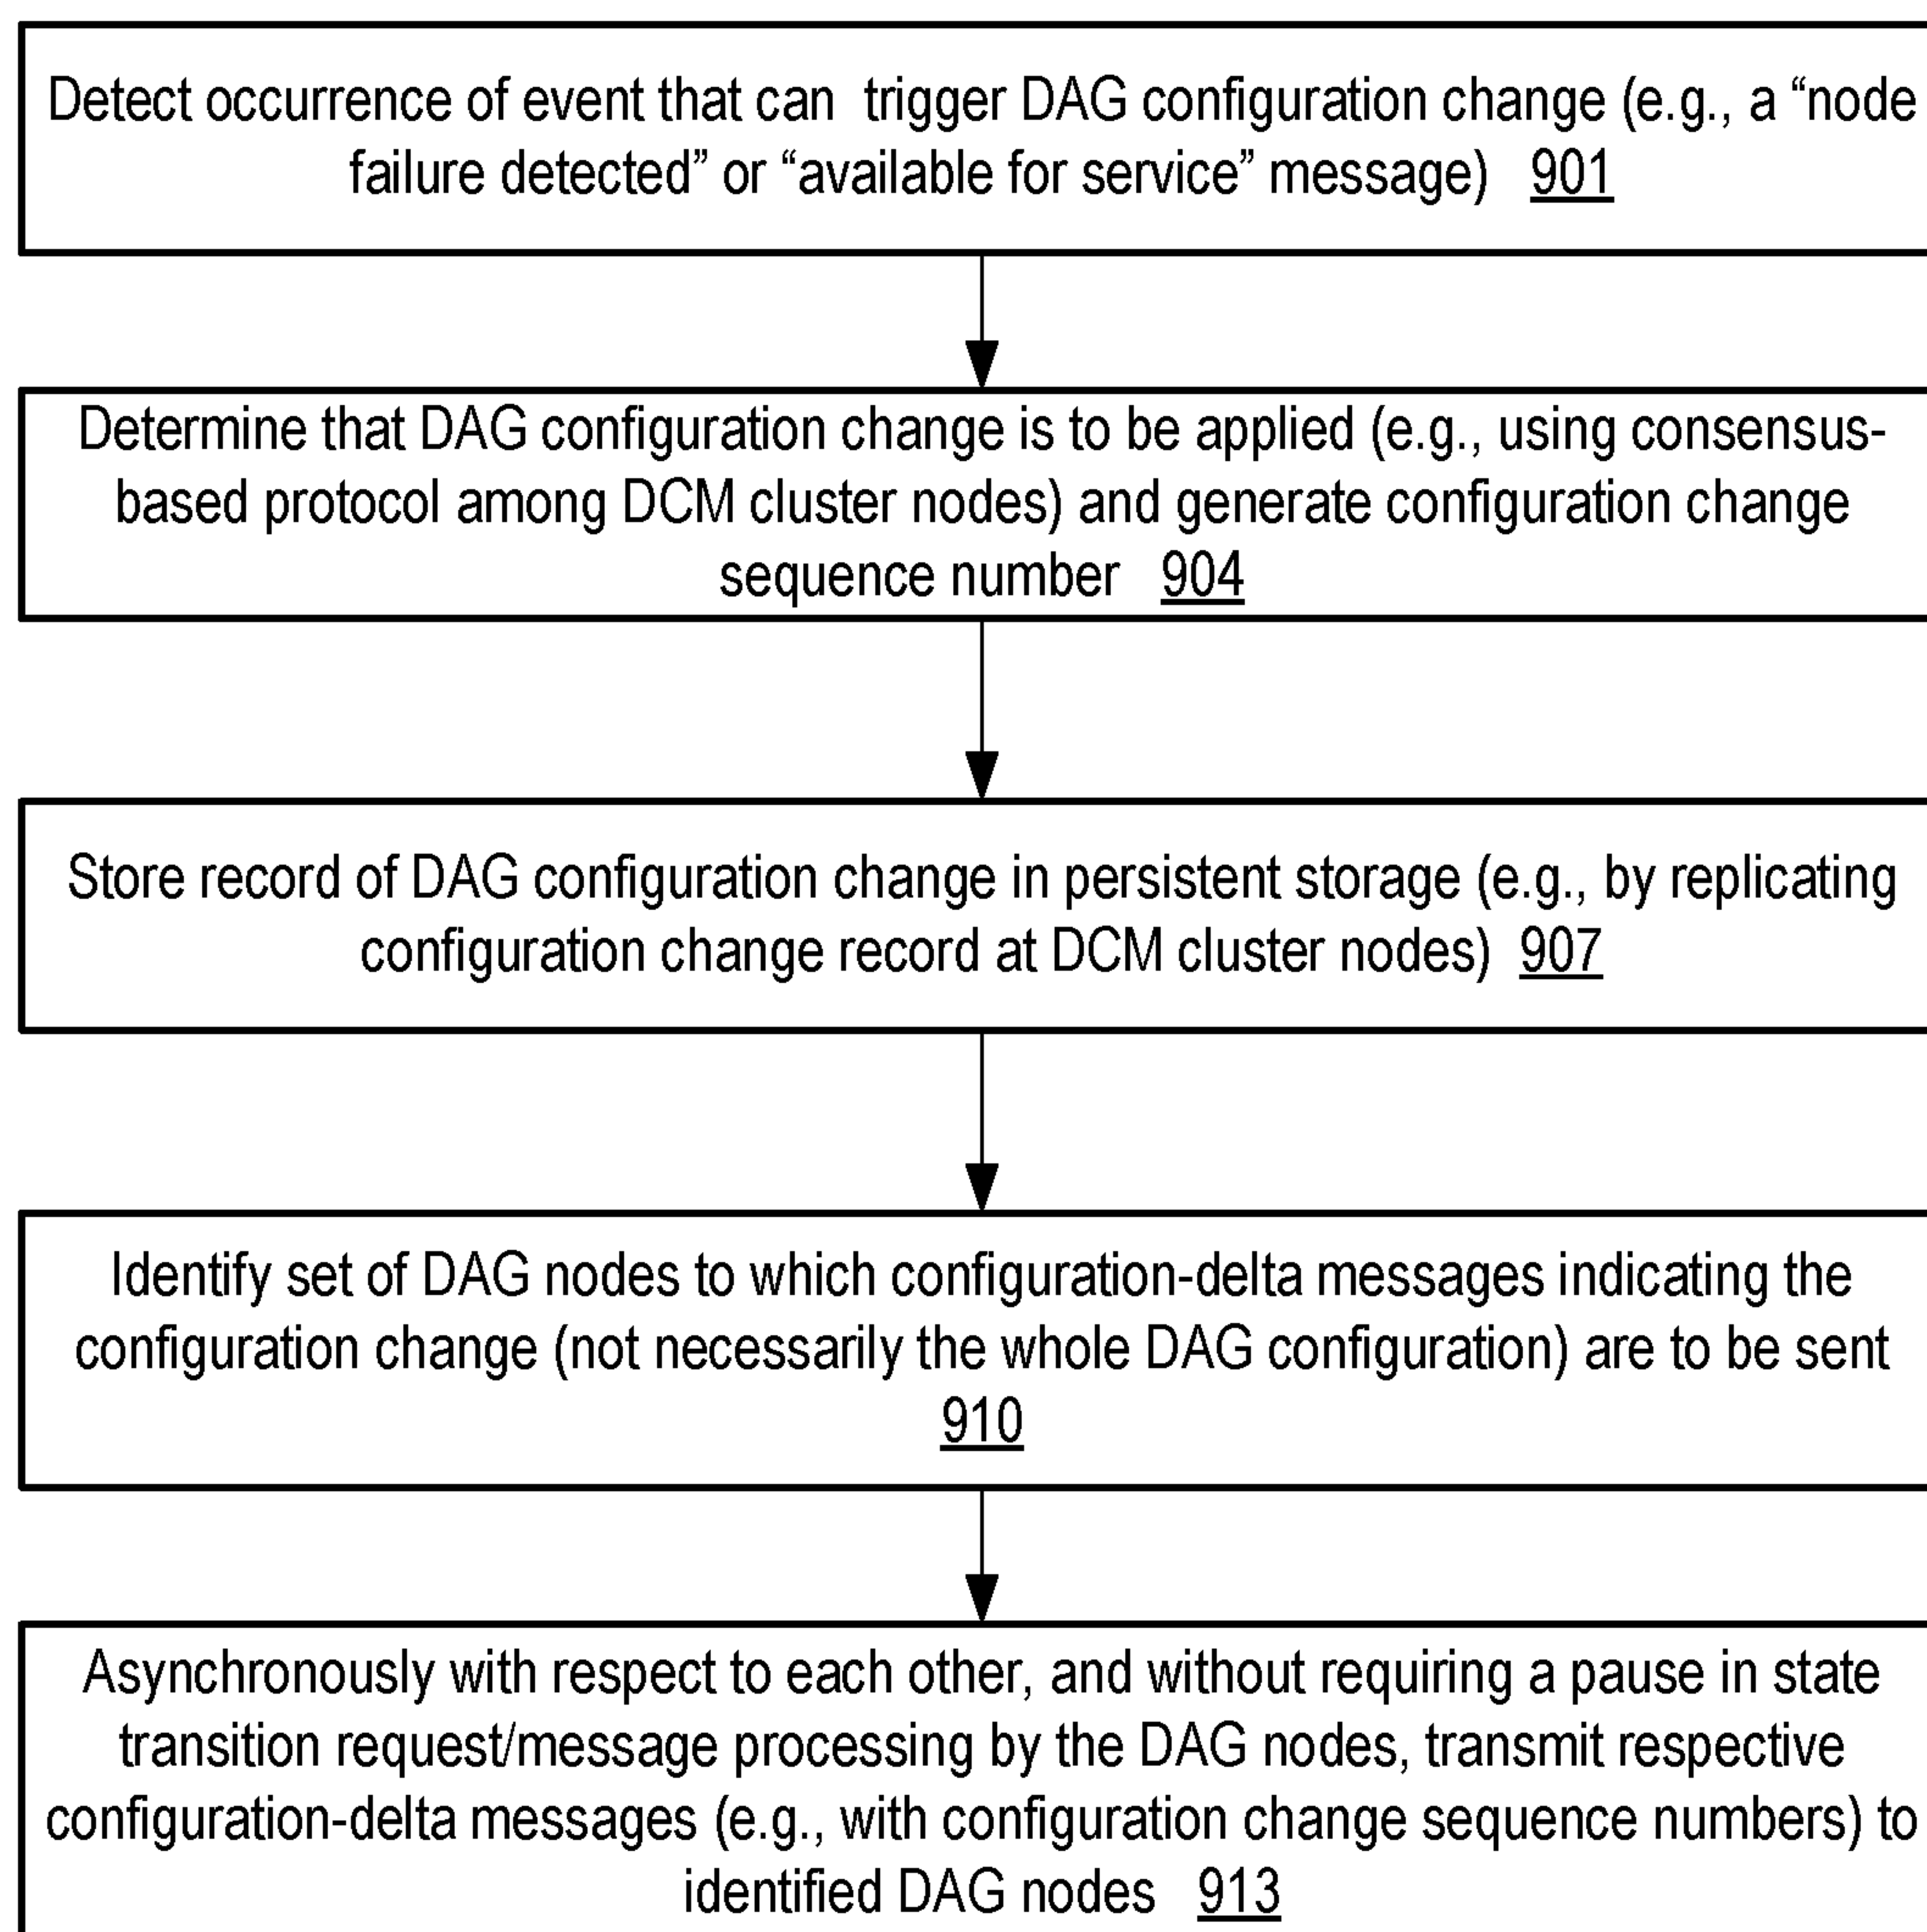 Detect occurrence of event that can trigger DAG configuration change (e.g., a “node
failure detected” or “available for service” message) 901
Determine that DAG configuration change is to be applied (e.g., using consensus-
based protocol among DCM cluster nodes) and generate configuration change
sequence number 904
Store record of DAG configuration change in persistent storage (e.g., by replicating
configuration change record at DCM cluster nodes) 907
Identify set of DAG nodes to which configuration-delta messages indicating the
configuration change (not necessarily the whole DAG configuration) are to be sent
910
Asynchronously with respect to each other, and without requiring a pause in state
transition request/message processing by the DAG nodes, transmit respective
configuration-delta messages (e.g., with configuration change sequence numbers) to
identified DAG nodes 913